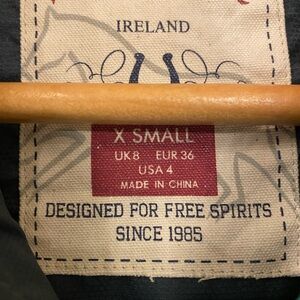 IRELAND
X SMALL
UK 8 EUR 36
USA 4
MADE IN CHINA
DESIGNED FOR FREE SPIRITS
SINCE 1985